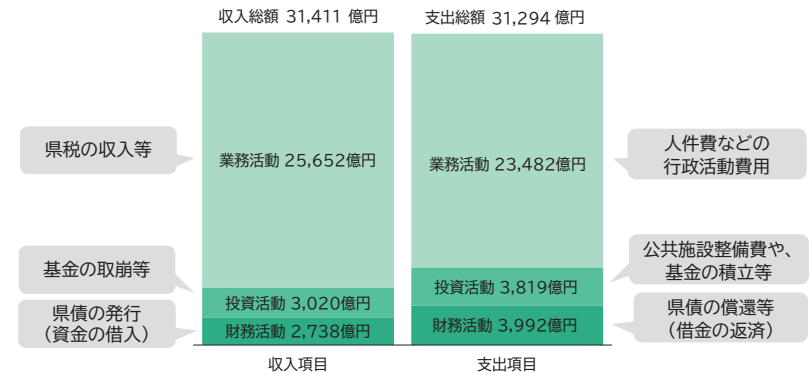 収入総額 31,411 億円
支出総額 31,294 億円
県税の収入等
業務活動 25,652億円
業務活動 23,482億円
人件費などの
行政活動費用
基金の取崩等
投資活動 3,020億円
投資活動 3,819億円
公共施設整備費や、
基金の積立等
県債の発行
(資金の借入)
財務活動 2,738億円
財務活動 3,992億円
県債の償還等
(借金の返済)
収入項目
支出項目